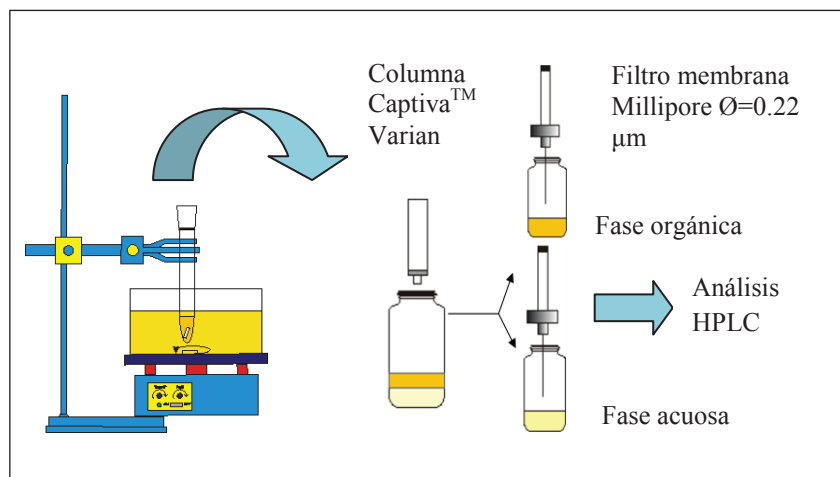 Columna
Captiva™
Varian
Filtro membrana
Millipore Ø=0.22
μm
Fase orgánica
Análisis
HPLC
Fase acuosa